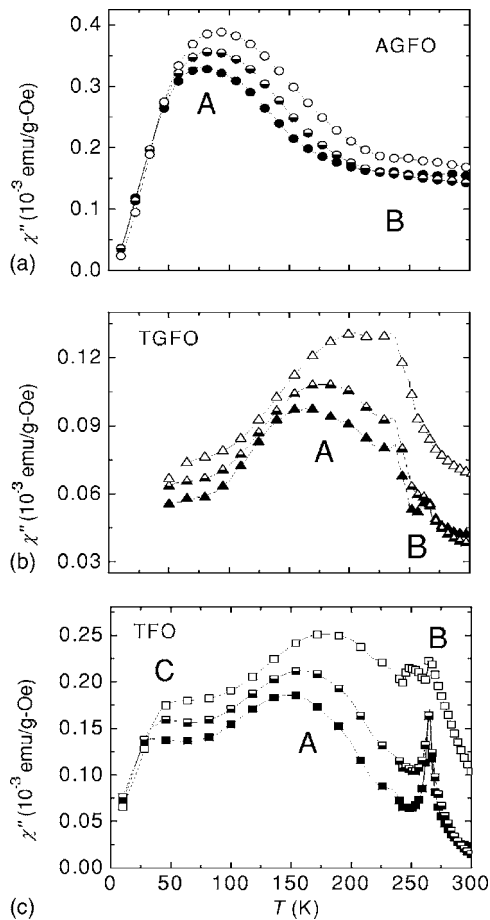 0.4
AGFO
0.3
A
0.2
0.1
B
0.0
χ'' (10⁻³ emu/g-Oe)
(a)
TGFO
0.12
0.09
A
0.06
B
0.03
χ'' (10⁻³ emu/g-Oe)
(b)
TFO
0.25
B
C
0.20
A
0.15
0.10
0.05
0.00
χ'' (10⁻³ emu/g-Oe)
0 50 100 150 200 250 300
(c)
T (K)